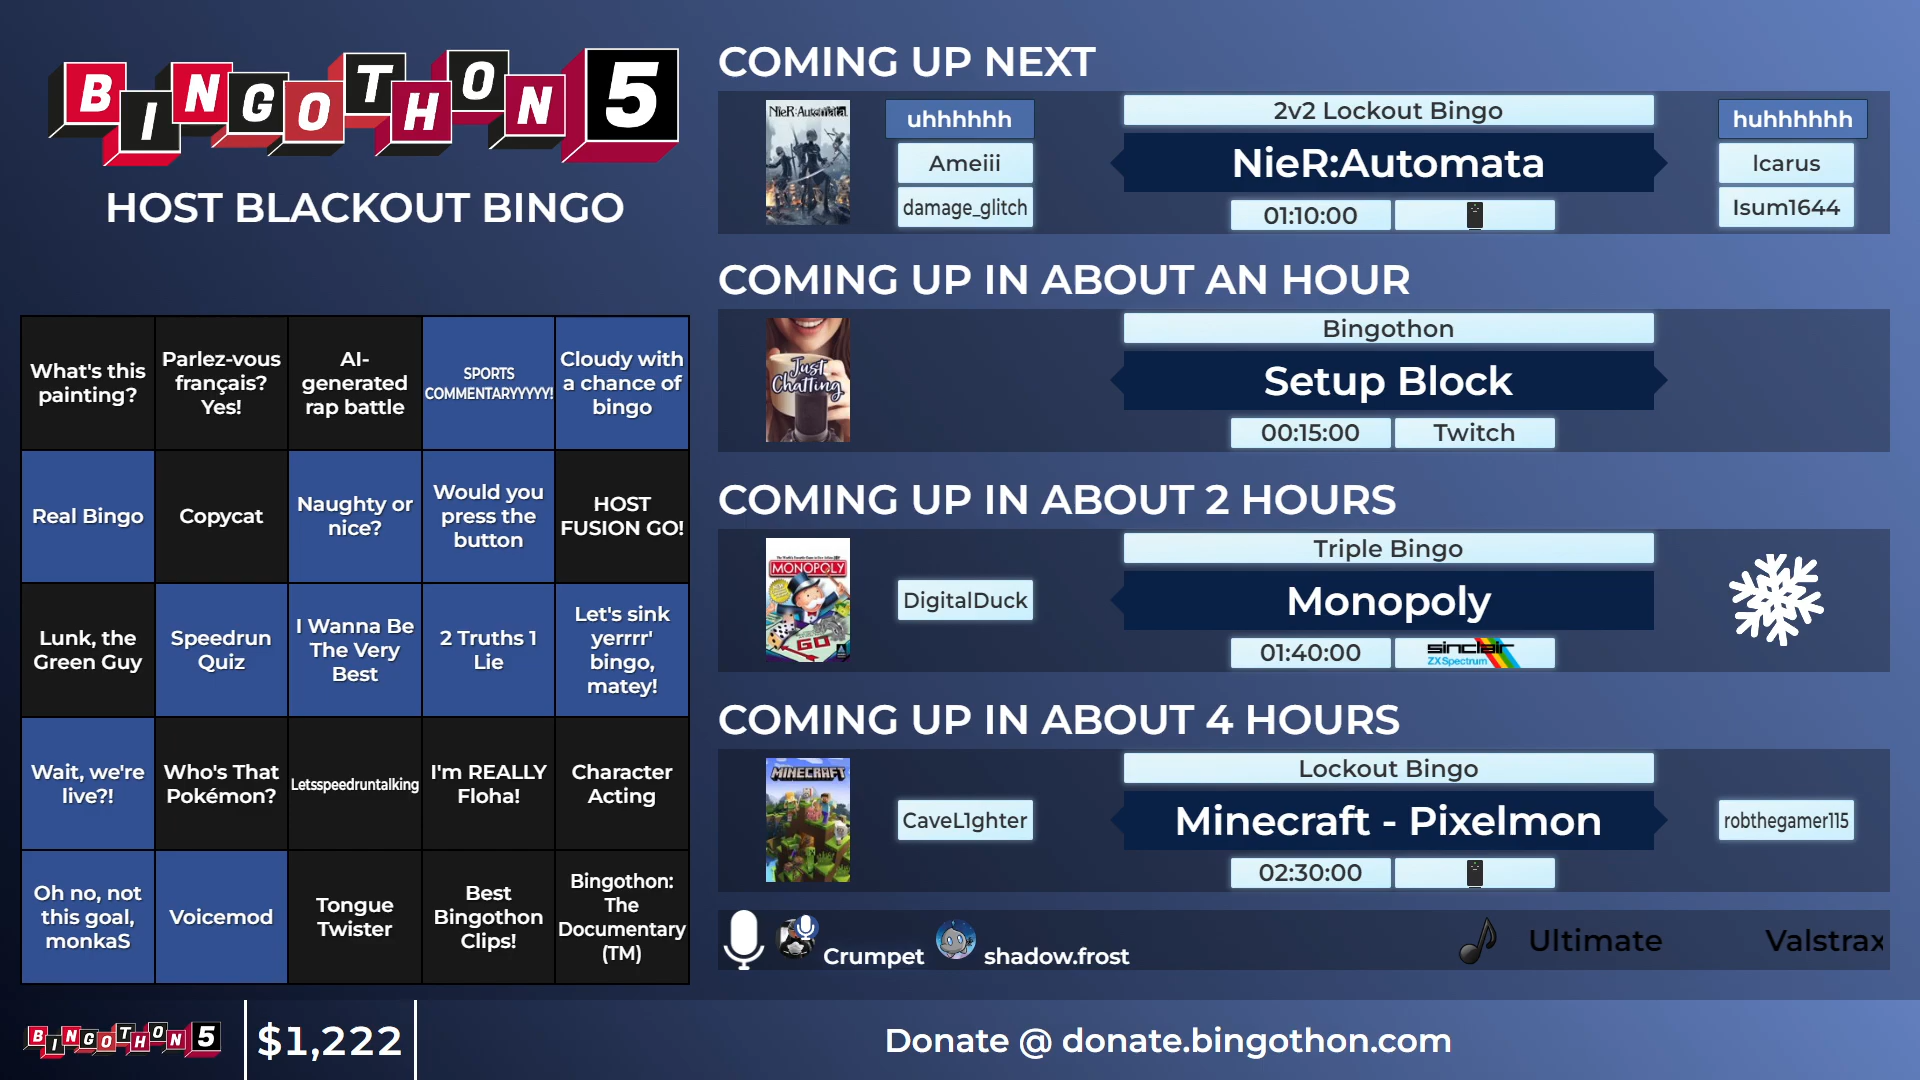 BINGOTHON 5
HOST BLACKOUT BINGO
What's this
painting?
Parlez-vous
français?
Yes!
AI-
generated
rap battle
SPORTS
COMMENTARYYYYY!
Cloudy with
a chance of
bingo
Real Bingo
Copycat
Naughty or
nice?
Would you
press the
button
HOST
FUSION GO!
Lunk, the
Green Guy
Speedrun
Quiz
I Wanna Be
The Very
Best
2 Truths 1
Lie
Let's sink
yerrrr'
bingo,
matey!
Wait, we're
live?!
Who's That
Pokémon?
Letsspeedruntalking
I'm REALLY
Floha!
Character
Acting
Oh no, not
this goal,
monkaS
Voicemod
Tongue
Twister
Best
Bingothon
Clips!
Bingothon:
The
Documentary
(TM)
COMING UP NEXT
NieR:Automata
uhhhhhh
Ameiii
damage_glitch
2v2 Lockout Bingo
NieR:Automata
01:10:00
huhhhhhh
Icarus
Isum1644
COMING UP IN ABOUT AN HOUR
Just
Chatting
Bingothon
Setup Block
00:15:00
Twitch
COMING UP IN ABOUT 2 HOURS
MONOPOLY
GO
DigitalDuck
Triple Bingo
Monopoly
01:40:00
sinclair
ZX Spectrum
COMING UP IN ABOUT 4 HOURS
MINECRAFT
CaveL1ghter
Lockout Bingo
Minecraft - Pixelmon
02:30:00
robthegamer115
Crumpet
shadow.frost
Ultimate
Valstrax
BINGOTHON 5
$1,222
Donate @ donate.bingothon.com